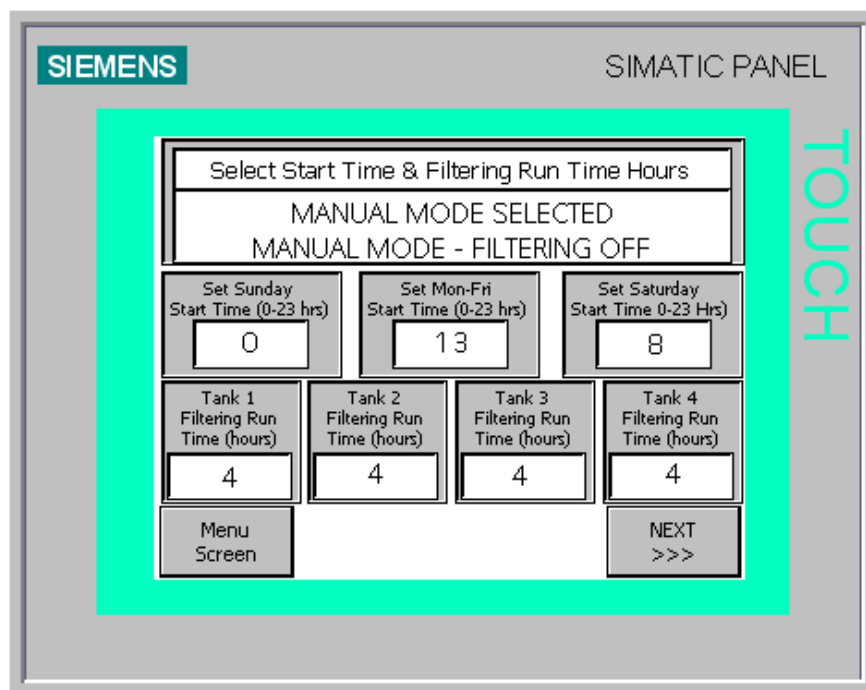 SIEMENS
SIMATIC PANEL
TOUCH
Select Start Time & Filtering Run Time Hours
MANUAL MODE SELECTED
MANUAL MODE - FILTERING OFF
Set Sunday
Start Time (0-23 hrs)
0
Set Mon-Fri
Start Time (0-23 hrs)
13
Set Saturday
Start Time 0-23 Hrs)
8
Tank 1
Filtering Run
Time (hours)
4
Tank 2
Filtering Run
Time (hours)
4
Tank 3
Filtering Run
Time (hours)
4
Tank 4
Filtering Run
Time (hours)
4
Menu
Screen
NEXT
>>>